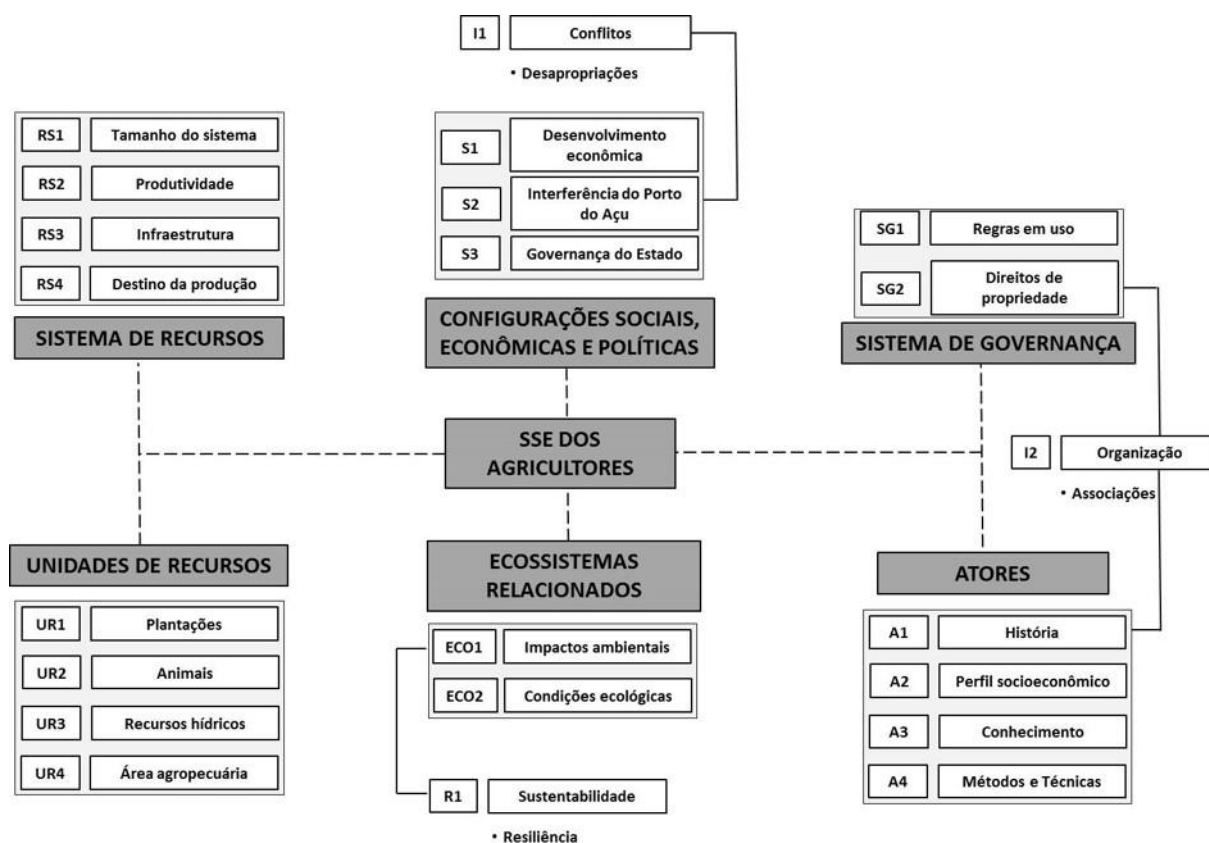 I1 Conflitos
• Desapropriações
RS1 Tamanho do sistema
RS2 Produtividade
RS3 Infraestrutura
RS4 Destino da produção
SISTEMA DE RECURSOS
S1 Desenvolvimento
econômica
S2 Interferência do Porto
do Açu
S3 Governança do Estado
CONFIGURAÇÕES SOCIAIS,
ECONÔMICAS E POLÍTICAS
SG1 Regras em uso
SG2 Direitos de
propriedade
SISTEMA DE GOVERNANÇA
SSE DOS
AGRICULTORES
I2 Organização
• Associações
UNIDADES DE RECURSOS
UR1 Plantações
UR2 Animais
UR3 Recursos hídricos
UR4 Área agropecuária
ECOSSISTEMAS
RELACIONADOS
ECO1 Impactos ambientais
ECO2 Condições ecológicas
R1 Sustentabilidade
• Resiliência
ATORES
A1 História
A2 Perfil socioeconômico
A3 Conhecimento
A4 Métodos e Técnicas